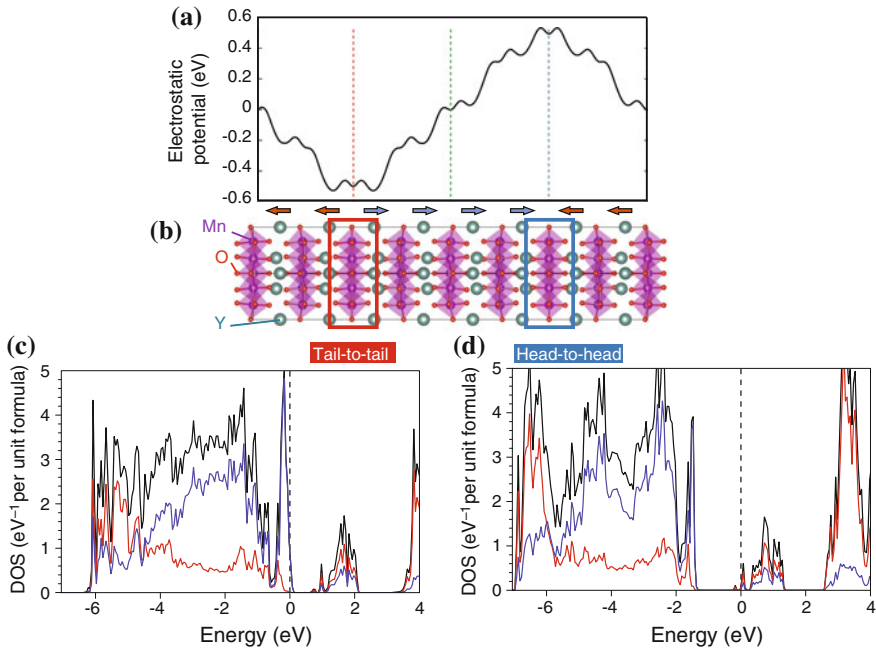 (a)
0.6
0.4
0.2
0
-0.2
-0.4
-0.6
Electrostatic
potential (eV)
(b)
Mn
O
Y
Tail-to-tail
Head-to-head
(c)
5
4
3
2
1
0
DOS (eV⁻¹per unit formula)
-6 -4 -2 0 2 4
Energy (eV)
(d)
5
4
3
2
1
0
DOS (eV⁻¹per unit formula)
-6 -4 -2 0 2 4
Energy (eV)